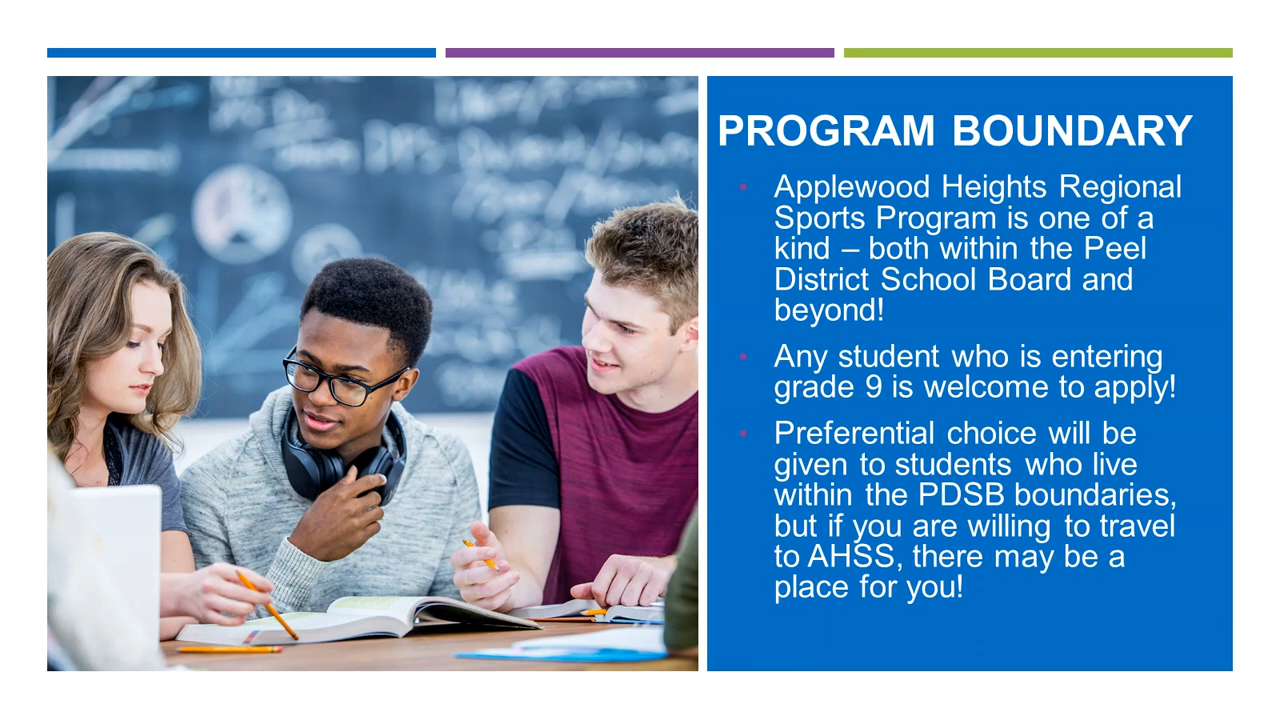 PROGRAM BOUNDARY
• Applewood Heights Regional
Sports Program is one of a
kind – both within the Peel
District School Board and
beyond!
• Any student who is entering
grade 9 is welcome to apply!
• Preferential choice will be
given to students who live
within the PDSB boundaries,
but if you are willing to travel
to AHSS, there may be a
place for you!